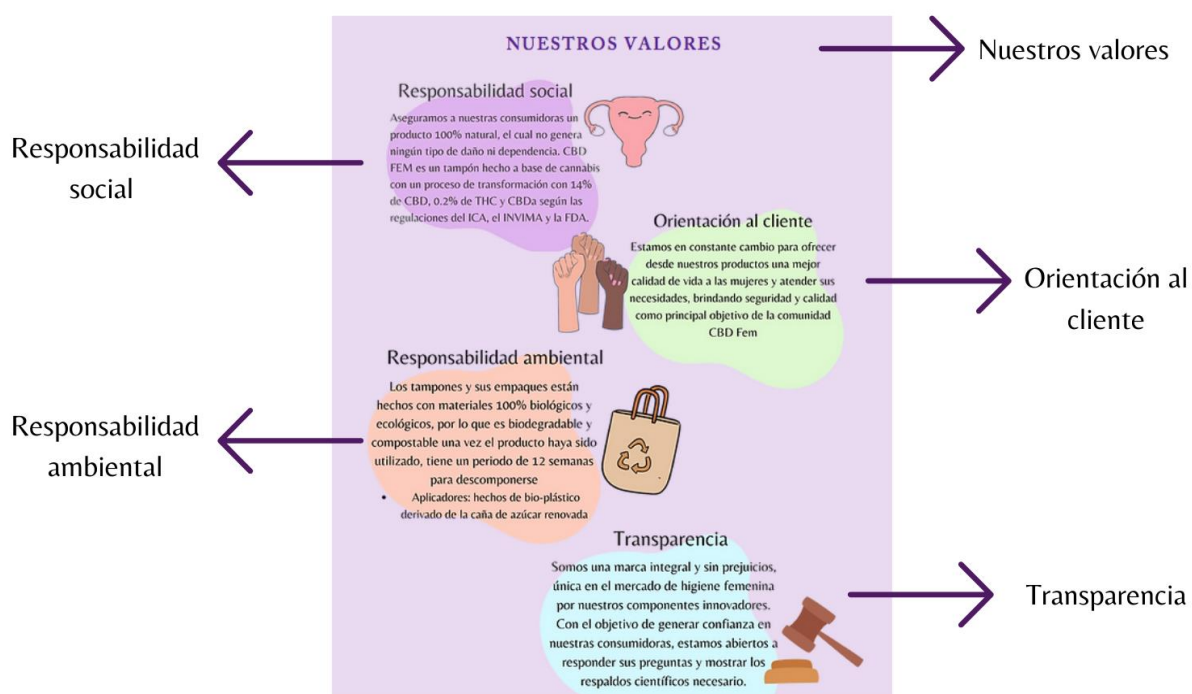 NUESTROS VALORES
Nuestros valores
Responsabilidad social
Aseguramos a nuestras consumidoras un
producto 100% natural, el cual no genera
ningún tipo de daño ni dependencia. CBD
FEM es un tampón hecho a base de cannabis
con un proceso de transformación con 14%
de CBD, 0.2% de THC y CBDa según las
regulaciones del ICA, el INVIMA y la FDA.
Responsabilidad
social
Orientación al cliente
Estamos en constante cambio para ofrecer
desde nuestros productos una mejor
calidad de vida a las mujeres y atender sus
necesidades, brindando seguridad y calidad
como principal objetivo de la comunidad
CBD Fem
Orientación al
cliente
Responsabilidad ambiental
Los tampones y sus empaques están
hechos con materiales 100% biológicos y
ecológicos, por lo que es biodegradable y
compostable una vez el producto haya sido
utilizado, tiene un periodo de 12 semanas
para descomponerse
• Aplicadores: hechos de bio-plástico
derivado de la caña de azúcar renovada
Responsabilidad
ambiental
Transparencia
Somos una marca integral y sin prejuicios,
única en el mercado de higiene femenina
por nuestros componentes innovadores.
Con el objetivo de generar confianza en
nuestras consumidoras, estamos abiertos a
responder sus preguntas y mostrar los
respaldos científicos necesario.
Transparencia